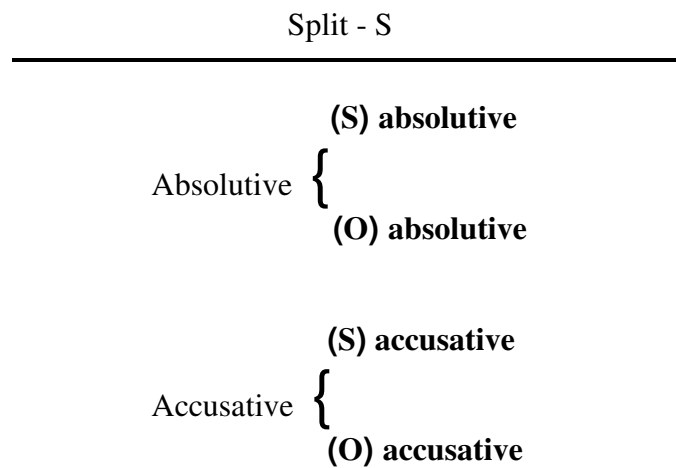 Split - S
(S) absolutive
Absolutive {
(O) absolutive
(S) accusative
Accusative {
(O) accusative